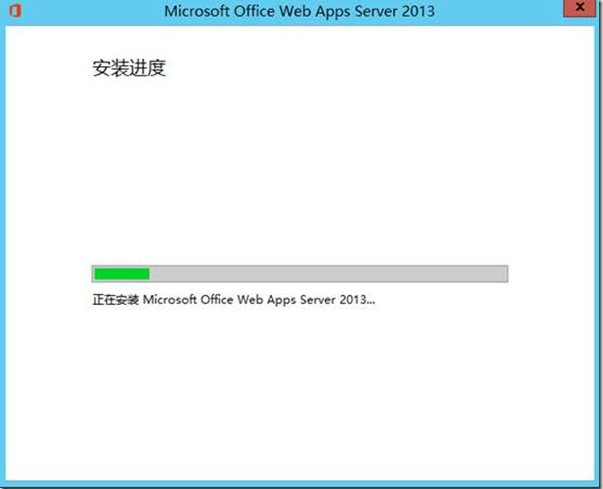 Microsoft Office Web Apps Server 2013
安装进度
正在安装 Microsoft Office Web Apps Server 2013...